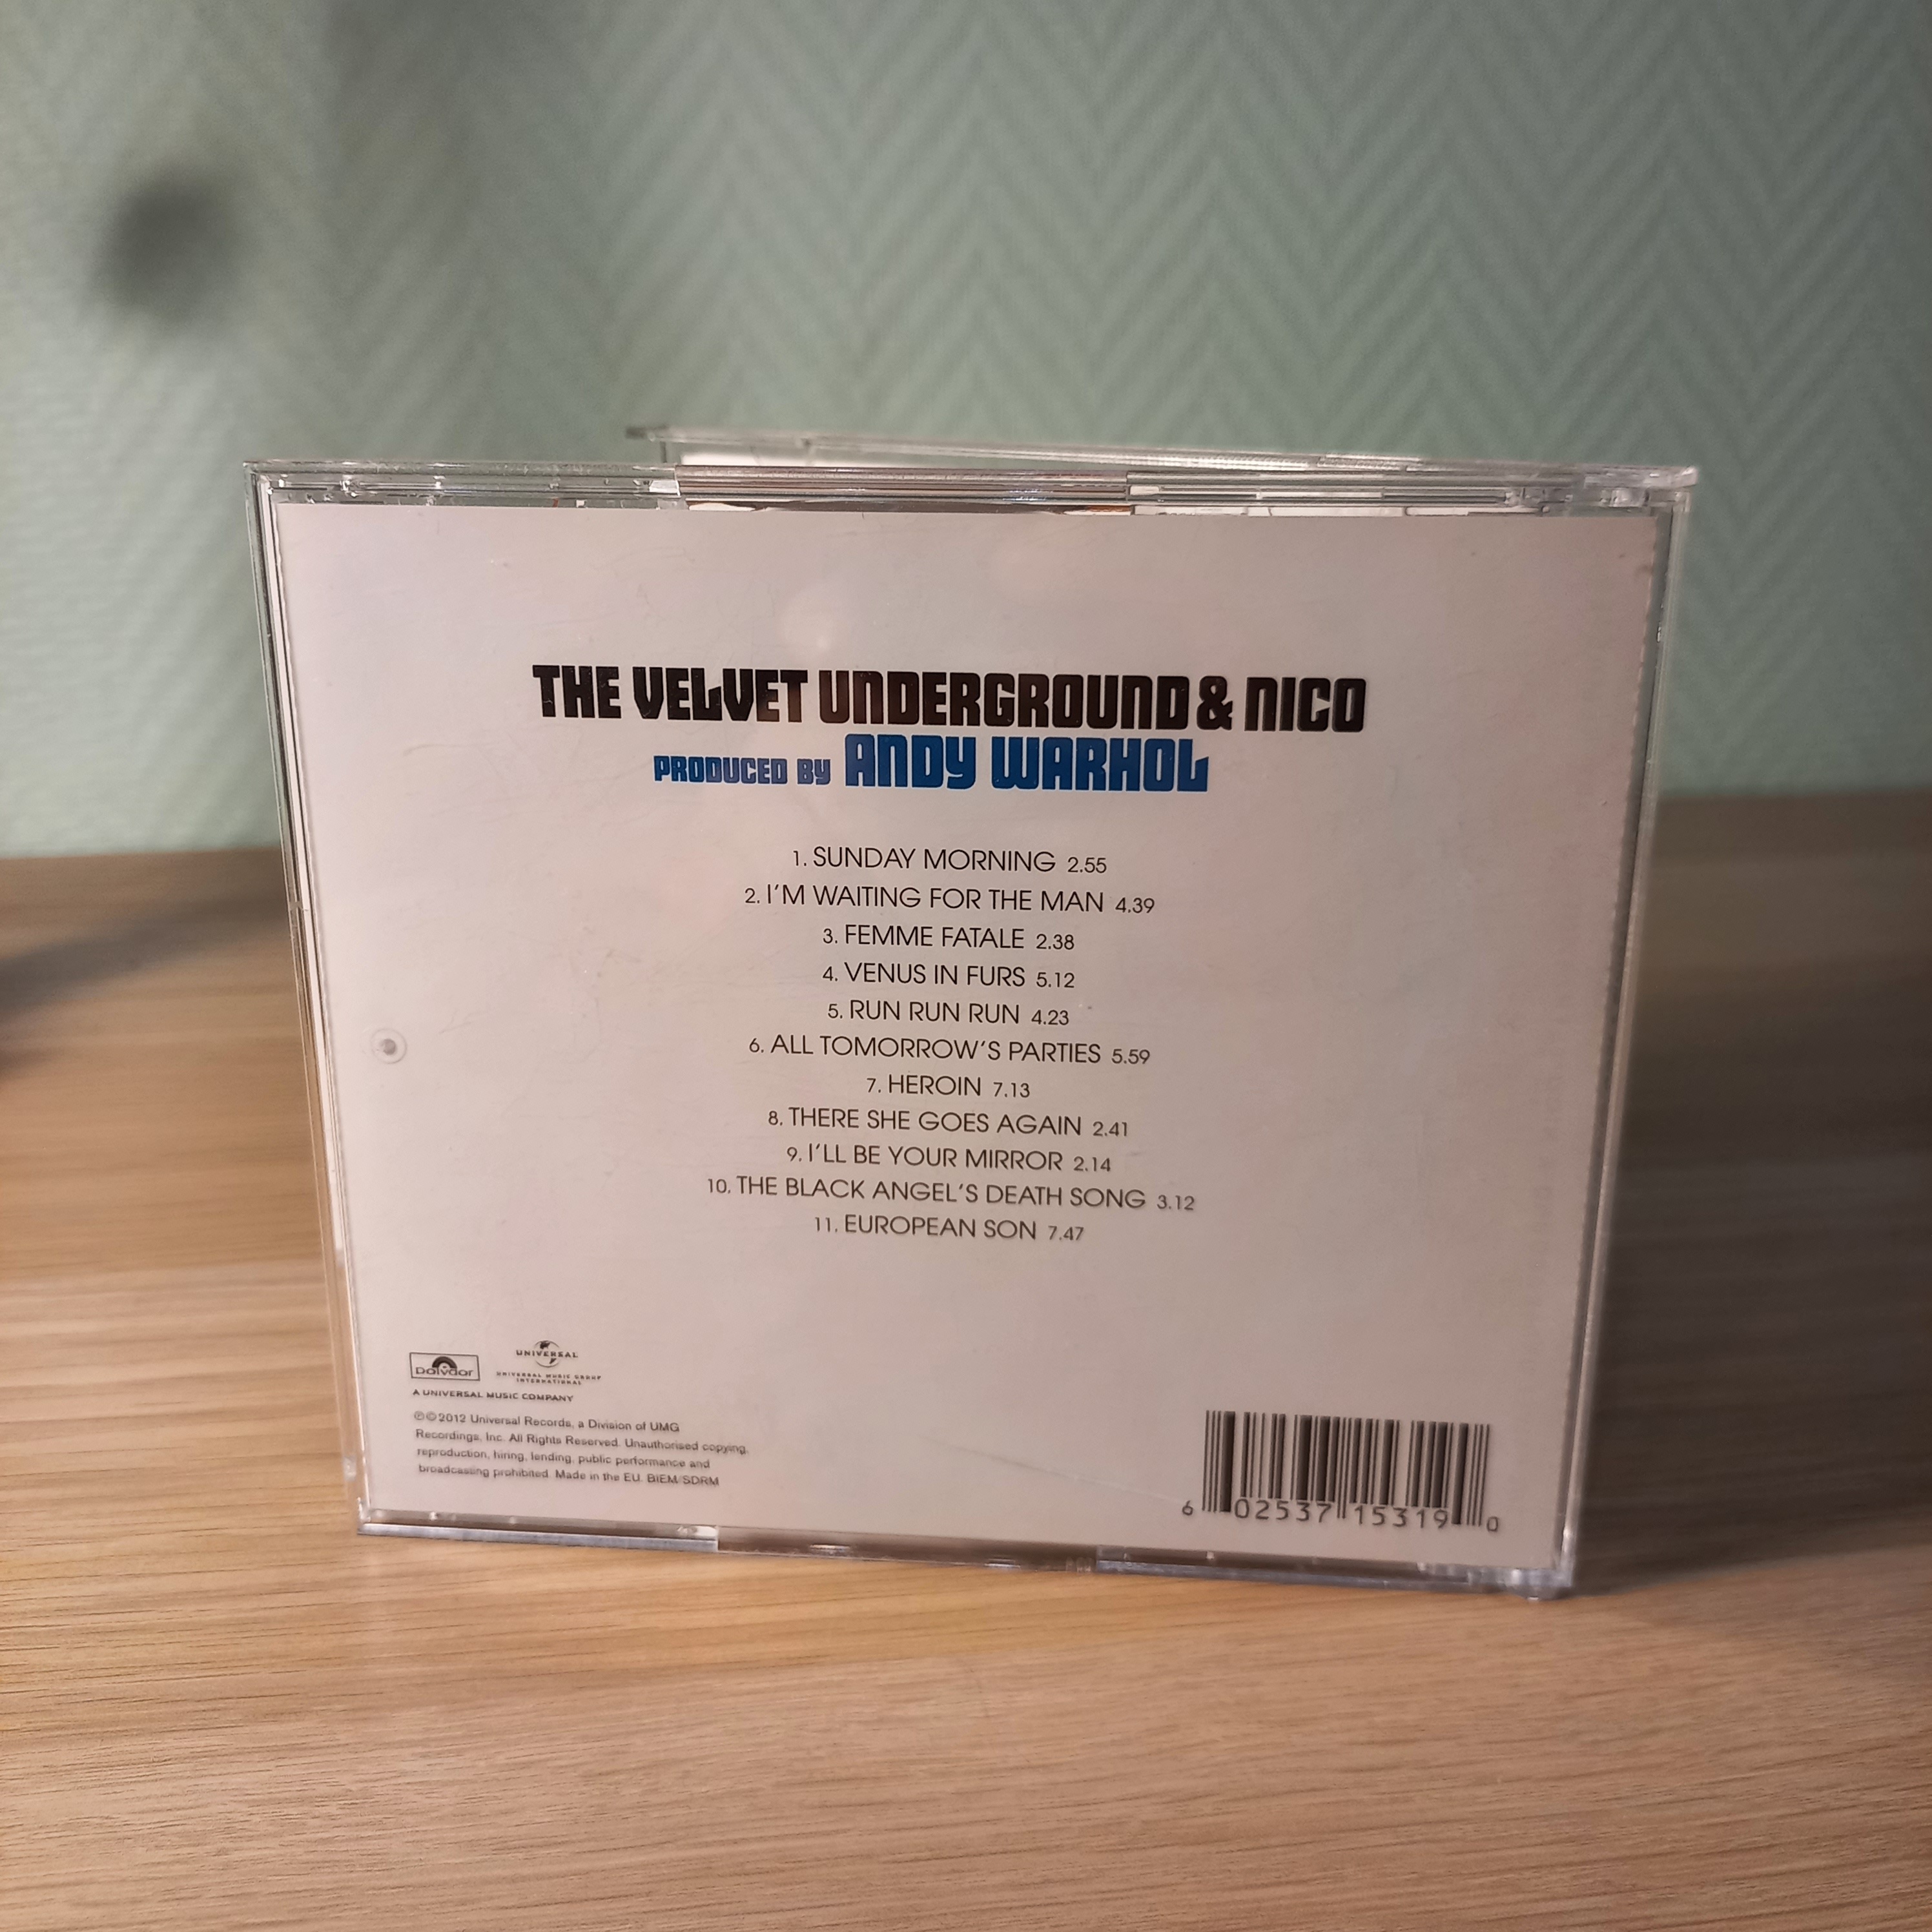 THE VELVET UNDERGROUND & NICO
PRODUCED BY ANDY WARHOL
1. SUNDAY MORNING 2.55
2. I'M WAITING FOR THE MAN 4.39
3. FEMME FATALE 2.38
4. VENUS IN FURS 5.12
5. RUN RUN RUN 4.23
6. ALL TOMORROW'S PARTIES 5.59
7. HEROIN 7.13
8. THERE SHE GOES AGAIN 2.41
9. I'LL BE YOUR MIRROR 2.14
10. THE BLACK ANGEL'S DEATH SONG 3.12
11. EUROPEAN SON 7.47
Polydor
UNIVERSAL
UNIVERSAL MUSIC GROUP
INTERNATIONAL
A UNIVERSAL MUSIC COMPANY
℗©2012 Universal Records, a Division of UMG
Recordings, Inc. All Rights Reserved. Unauthorised copying,
reproduction, hiring, lending, public performance and
broadcasting prohibited. Made in the EU. BIEM/SDRM
6 02537 15319 0